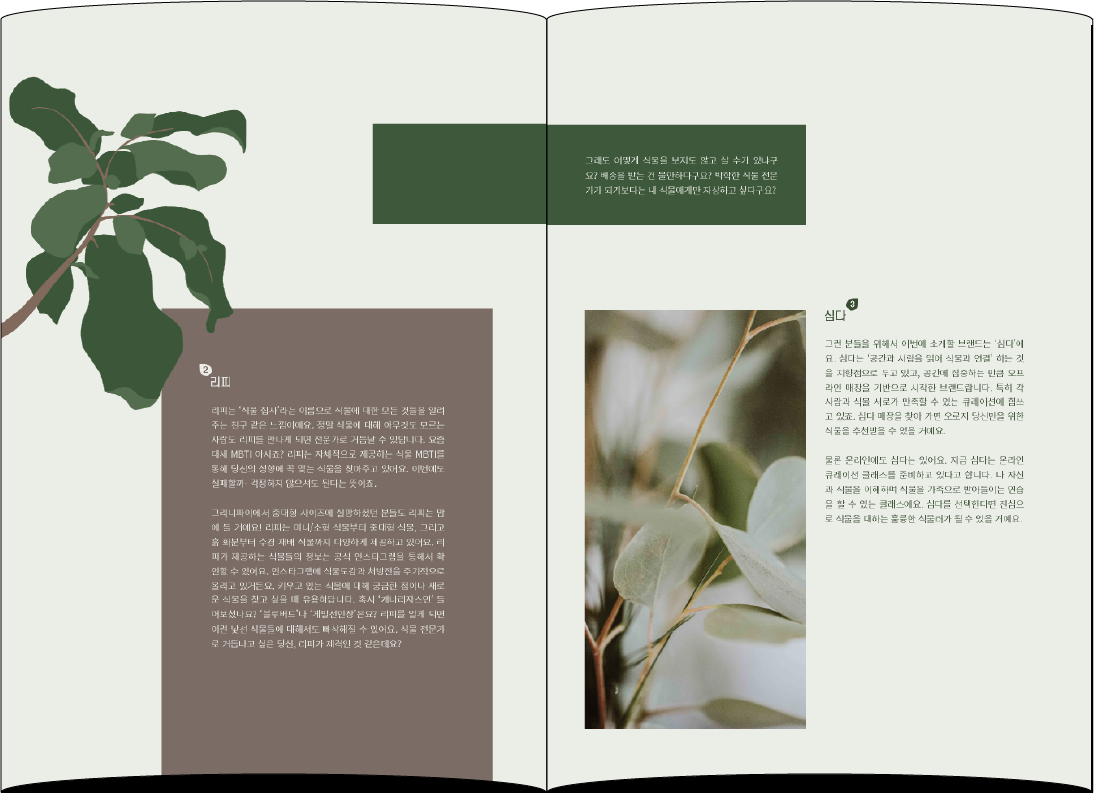 2
리피
리피는 '식물 집사'라는 이름으로 식물에 대한 모든 것들을 알려
주는 친구 같은 느낌이에요. 정말 식물에 대해 아무것도 모르는
사람도 리피를 만나게 되면 전문가로 거듭날 수 있답니다. 요즘
대세 MBTI 아시죠? 리피는 자체적으로 제공하는 식물 MBTI를
통해 당신의 성향에 꼭 맞는 식물을 찾아주고 있어요. 이번에도
실패할까- 걱정하지 않으셔도 된다는 뜻이죠.
그리니파이에서 중대형 사이즈에 실망하셨던 분들도 리피는 맘
에 들 거예요! 리피는 미니/소형 식물부터 중대형 식물, 그리고
흙 화분부터 수경 재배 식물까지 다양하게 제공하고 있어요. 리
피가 제공하는 식물들의 정보는 공식 인스타그램을 통해서 확
인할 수 있어요. 인스타그램에 식물도감과 처방전을 주기적으로
올리고 있거든요. 키우고 있는 식물에 대해 궁금한 점이나 새로
운 식물을 찾고 싶을 때 유용하답니다. 혹시 '캐나리자스민' 들
어보셨나요? '블루버드'나 '게발선인장'은요? 리피를 알게 되면
이런 낯선 식물들에 대해서도 빠삭해질 수 있어요. 식물 전문가
로 거듭나고 싶은 당신, 리피가 제격인 것 같은데요?
그래도 어떻게 식물을 보지도 않고 살 수가 있냐구
요? 배송을 받는 건 불안하다구요? 박학한 식물 전문
가가 되기보다는 내 식물에게만 자상하고 싶다구요?
3
심다
그런 분들을 위해서 이번에 소개할 브랜드는 '심다'예
요. 심다는 '공간과 사람을 읽어 식물과 연결' 하는 것
을 지향점으로 두고 있고, 공간에 집중하는 만큼 오프
라인 매장을 기반으로 시작한 브랜드랍니다. 특히 각
사람과 식물 서로가 만족할 수 있는 큐레이션에 힘쓰
고 있죠. 심다 매장을 찾아 가면 오로지 당신만을 위한
식물을 추천받을 수 있을 거예요.
물론 온라인에도 심다는 있어요. 지금 심다는 온라인
큐레이션 클래스를 준비하고 있다고 합니다. 나 자신
과 식물을 이해하며 식물을 가족으로 받아들이는 연습
을 할 수 있는 클래스예요. 심다를 선택한다면 진심으
로 식물을 대하는 훌륭한 식물러가 될 수 있을 거예요.